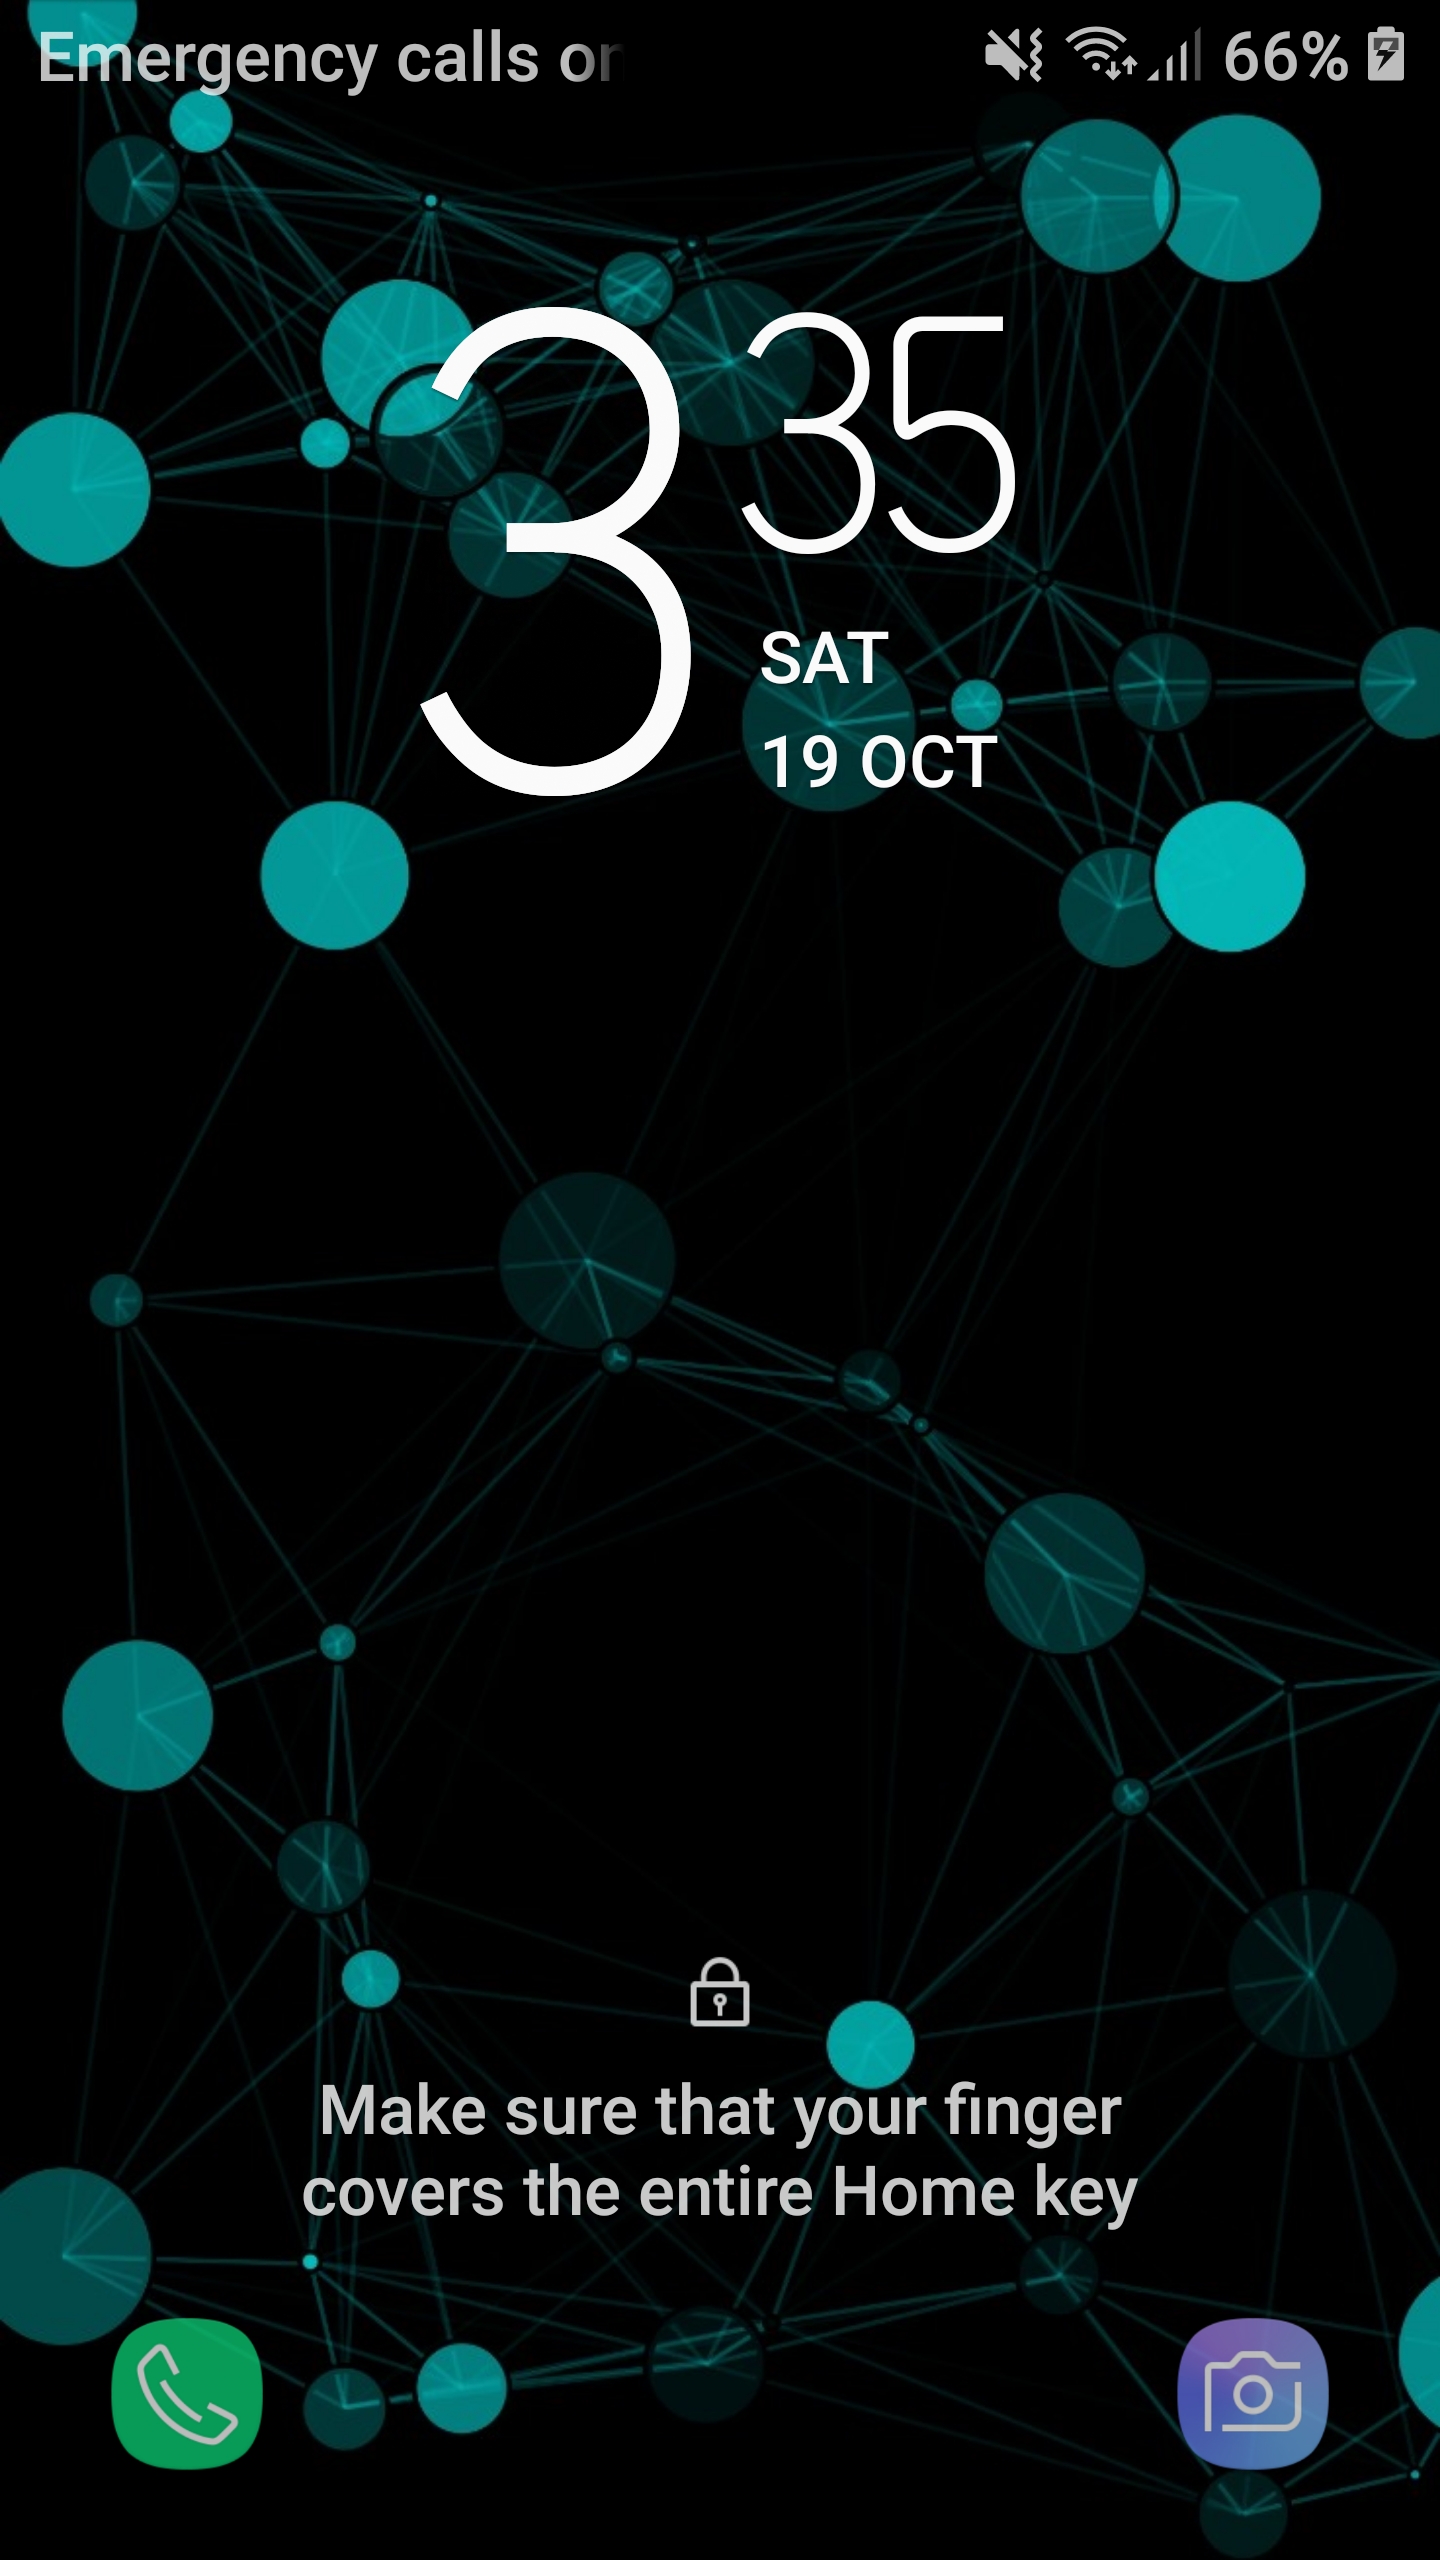 Emergency calls or
66%
3 35
SAT
19 OCT
Make sure that your finger
covers the entire Home key